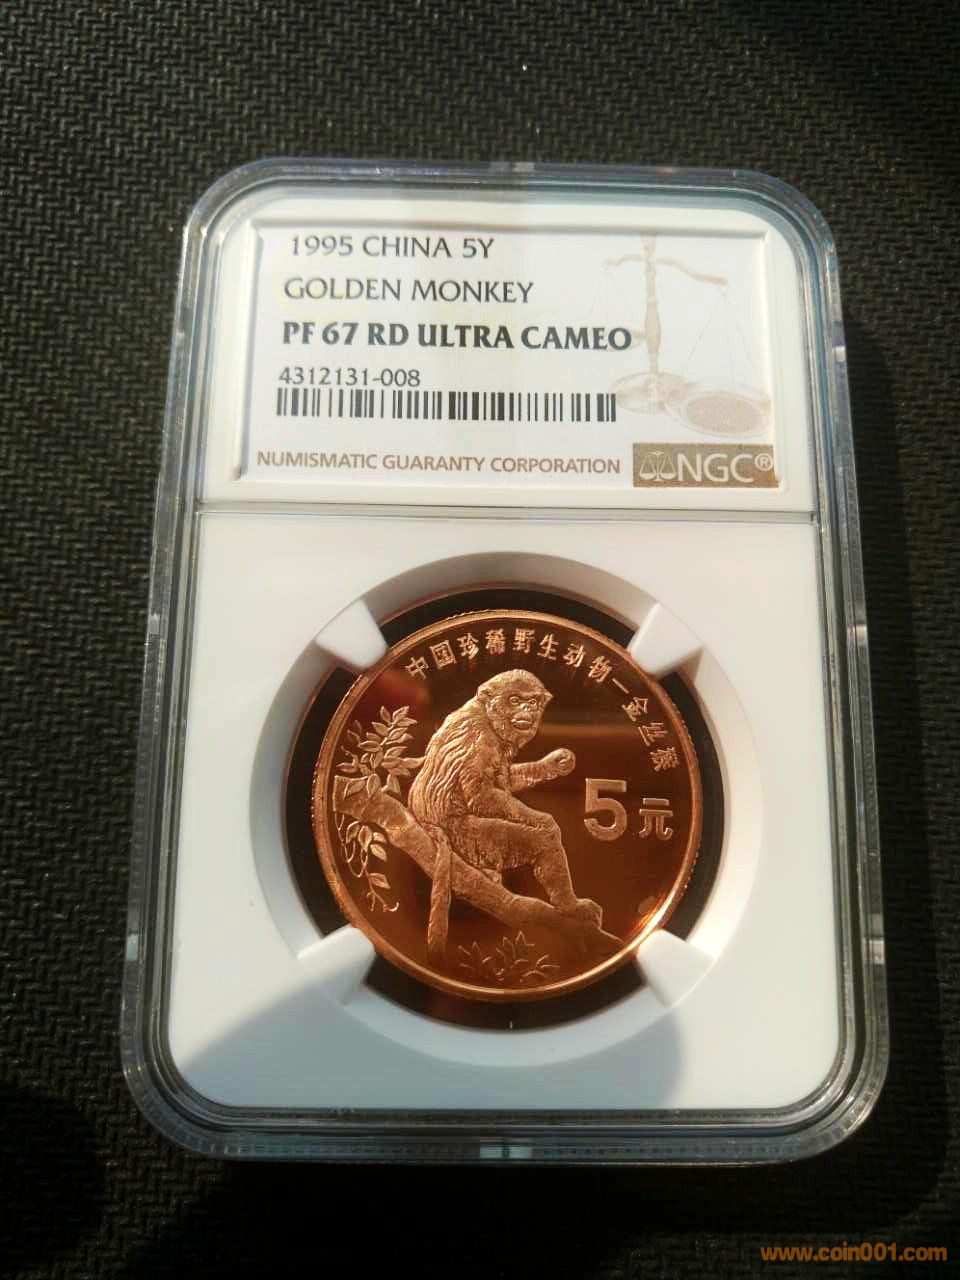 1995 CHINA 5Y
GOLDEN MONKEY
PF 67 RD ULTRA CAMEO
4312131-008
NUMISMATIC GUARANTY CORPORATION
NGC®
中国珍稀野生动物—金丝猴
5元
www.coin001.com